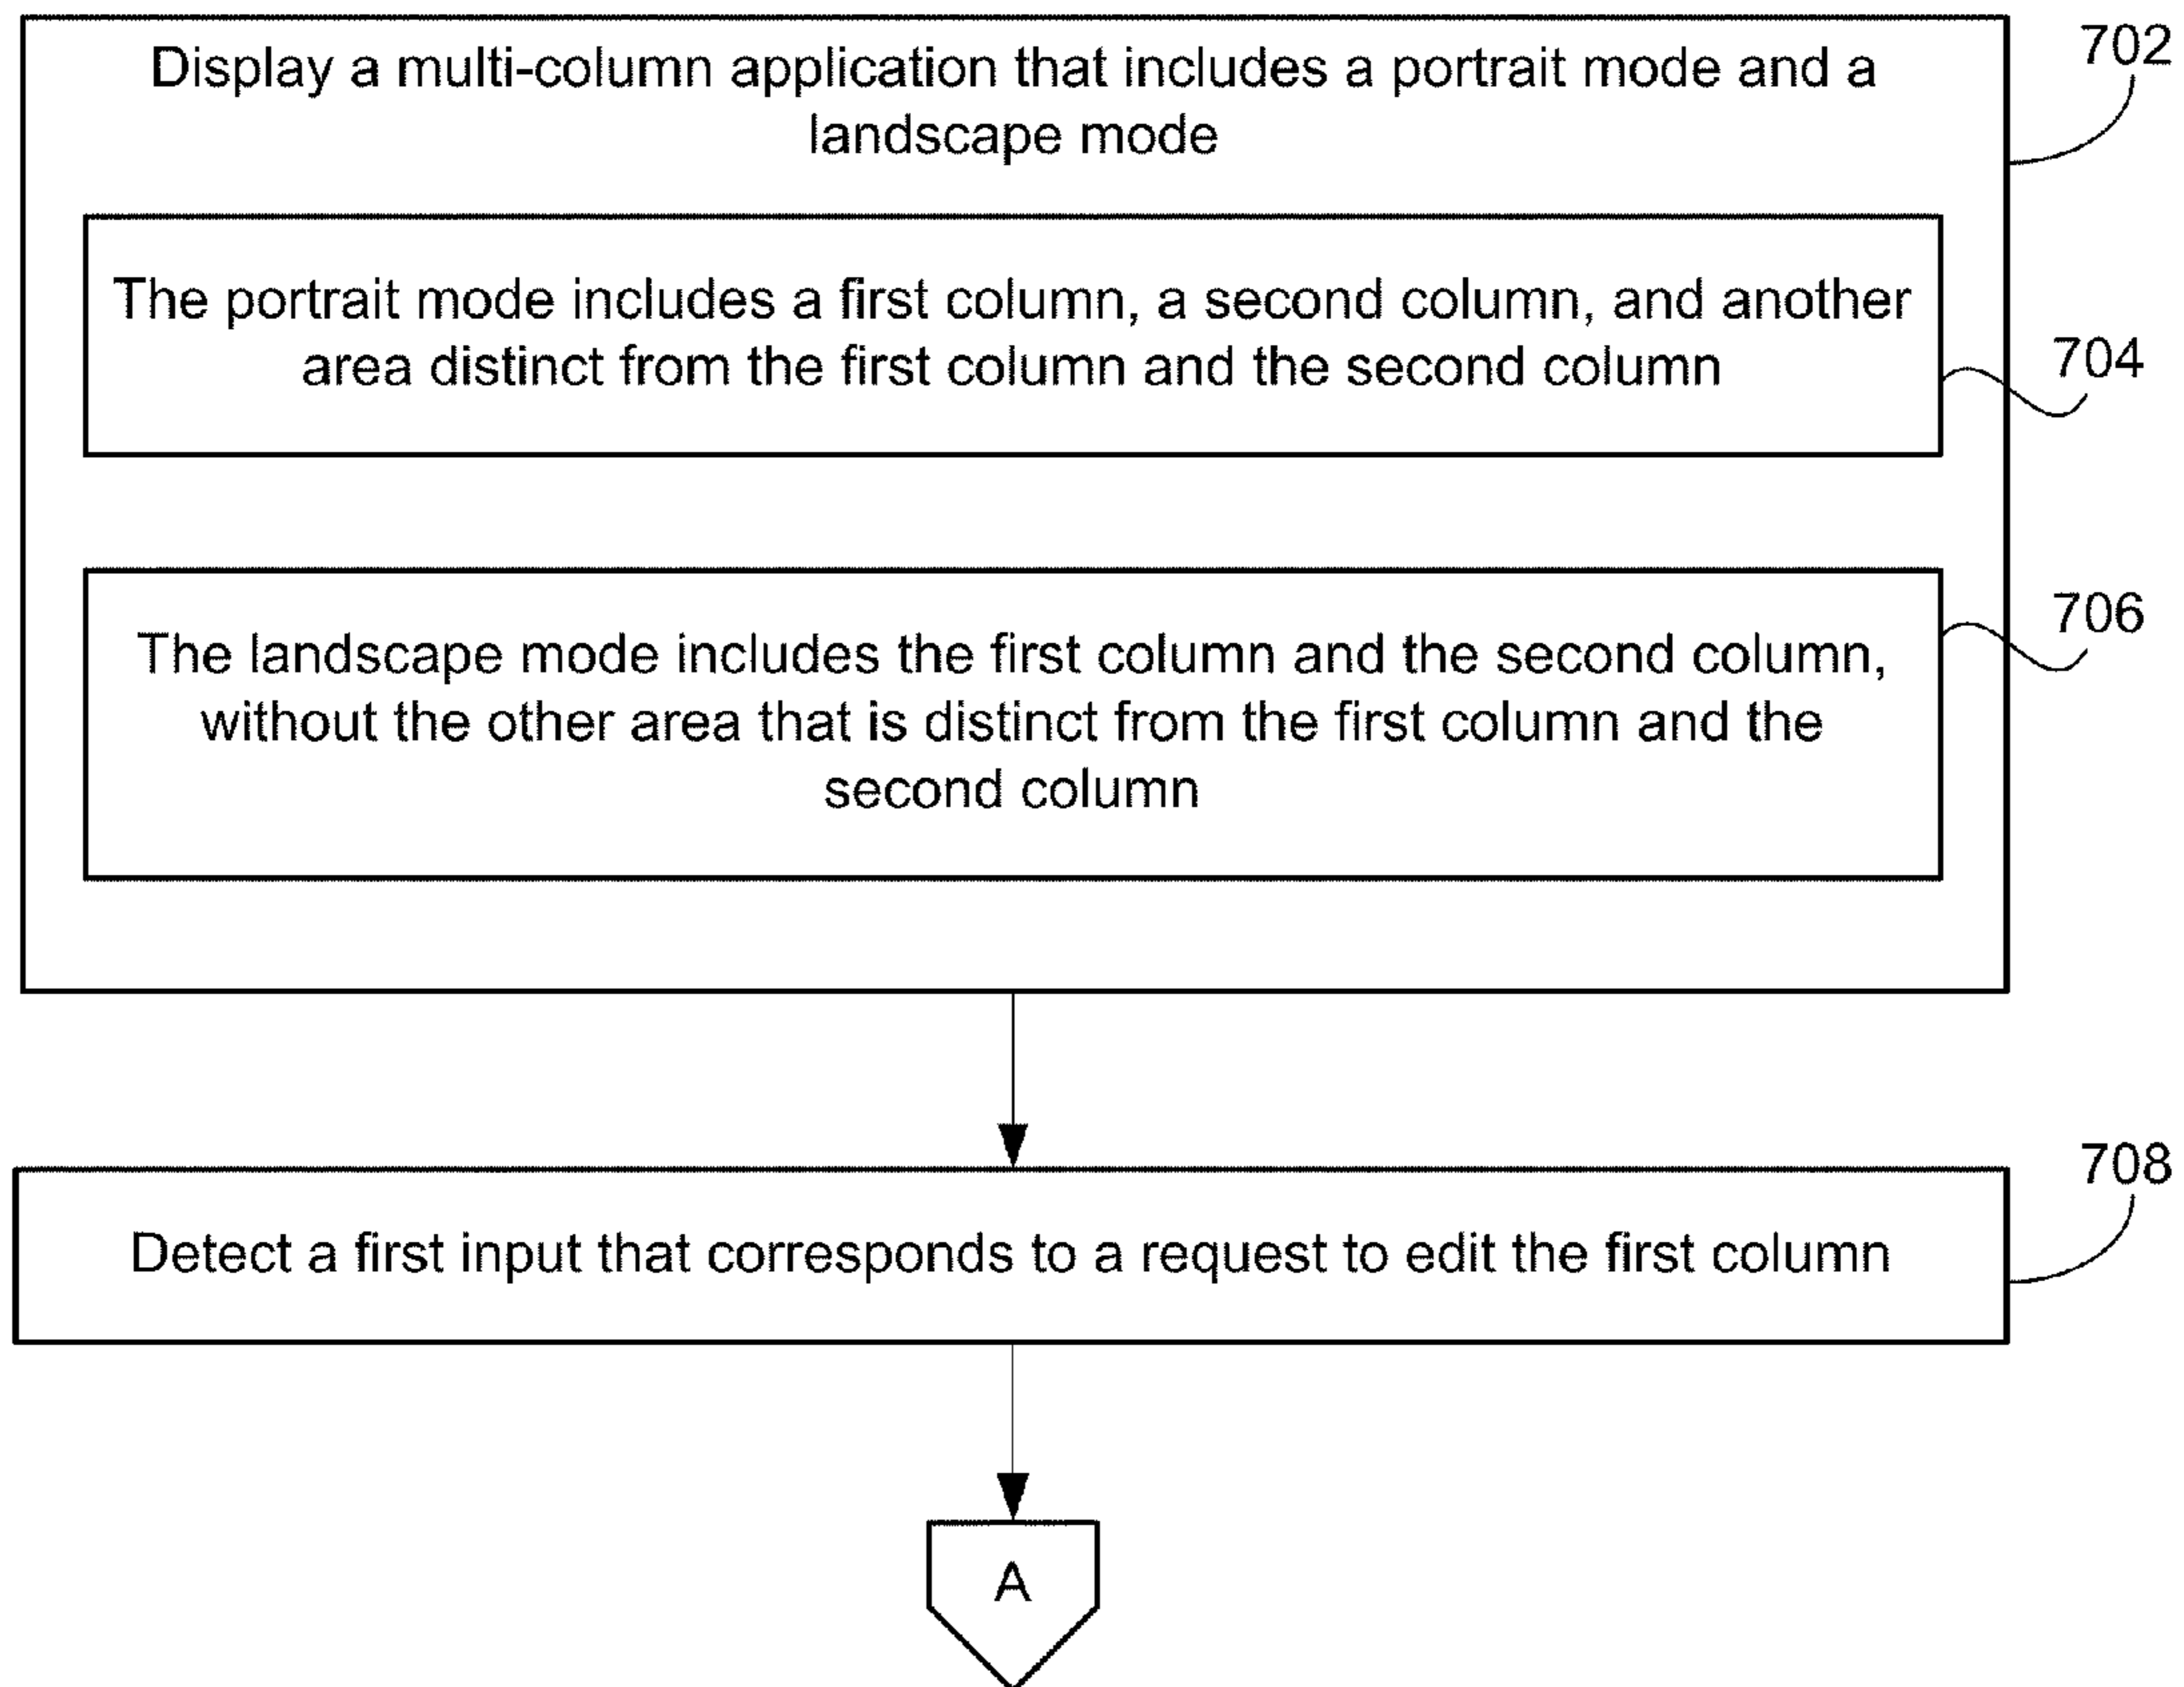 Display a multi-column application that includes a portrait mode and a
landscape mode
702
The portrait mode includes a first column, a second column, and another
area distinct from the first column and the second column
704
The landscape mode includes the first column and the second column,
without the other area that is distinct from the first column and the
second column
706
Detect a first input that corresponds to a request to edit the first column
708
A